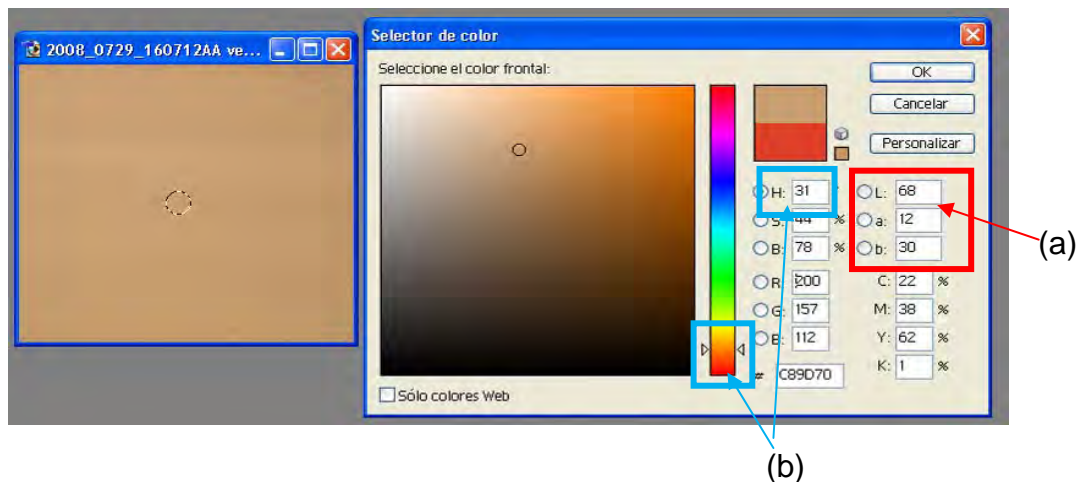 2008_0729_160712AA ve...
Selector de color
Seleccione el color frontal:
OK
Cancelar
Personalizar
H: 31 °
L: 68
S: 44 %
a: 12
B: 78 %
b: 30
R: 200
C: 22 %
G: 157
M: 38 %
B: 112
Y: 62 %
# C89D70
K: 1 %
Sólo colores Web
(a)
(b)